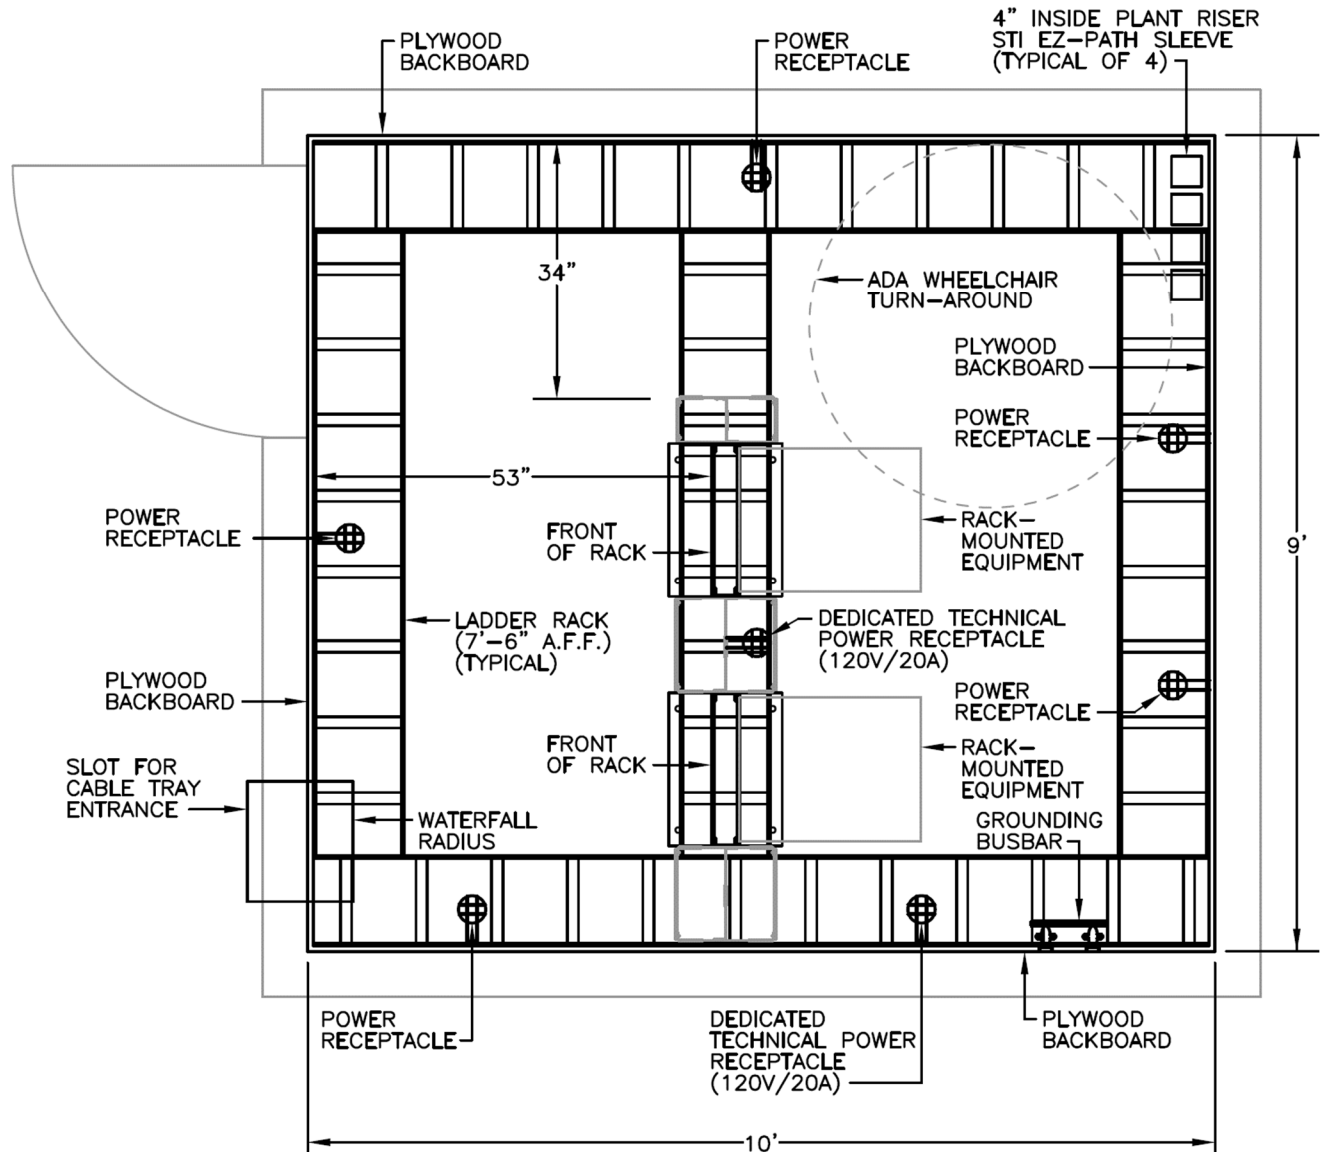 4" INSIDE PLANT RISER
STI EZ-PATH SLEEVE
(TYPICAL OF 4)
PLYWOOD
BACKBOARD
POWER
RECEPTACLE
34"
ADA WHEELCHAIR
TURN-AROUND
PLYWOOD
BACKBOARD
POWER
RECEPTACLE
53"
POWER
RECEPTACLE
FRONT
OF RACK
RACK-
MOUNTED
EQUIPMENT
9'
LADDER RACK
(7'-6" A.F.F.)
(TYPICAL)
DEDICATED TECHNICAL
POWER RECEPTACLE
(120V/20A)
PLYWOOD
BACKBOARD
POWER
RECEPTACLE
FRONT
OF RACK
RACK-
MOUNTED
EQUIPMENT
SLOT FOR
CABLE TRAY
ENTRANCE
WATERFALL
RADIUS
GROUNDING
BUSBAR
POWER
RECEPTACLE
DEDICATED
TECHNICAL POWER
RECEPTACLE
(120V/20A)
PLYWOOD
BACKBOARD
10'